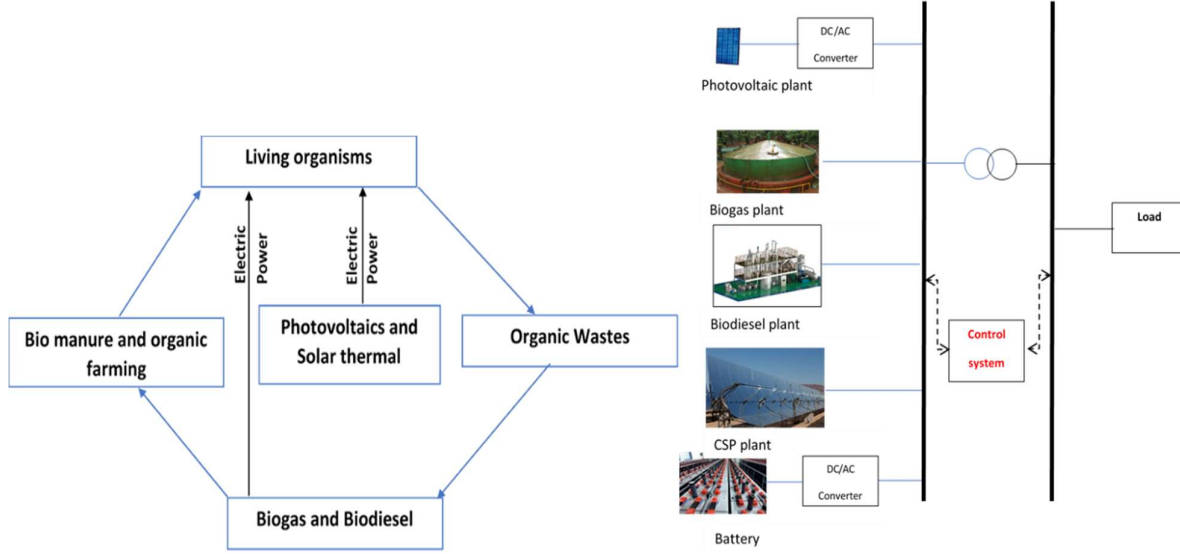 Living organisms
Electric
Power
Electric
Power
Bio manure and organic
farming
Photovoltaics and
Solar thermal
Organic Wastes
Biogas and Biodiesel
DC/AC
Converter
Photovoltaic plant
Biogas plant
Biodiesel plant
CSP plant
DC/AC
Converter
Battery
Load
Control
system